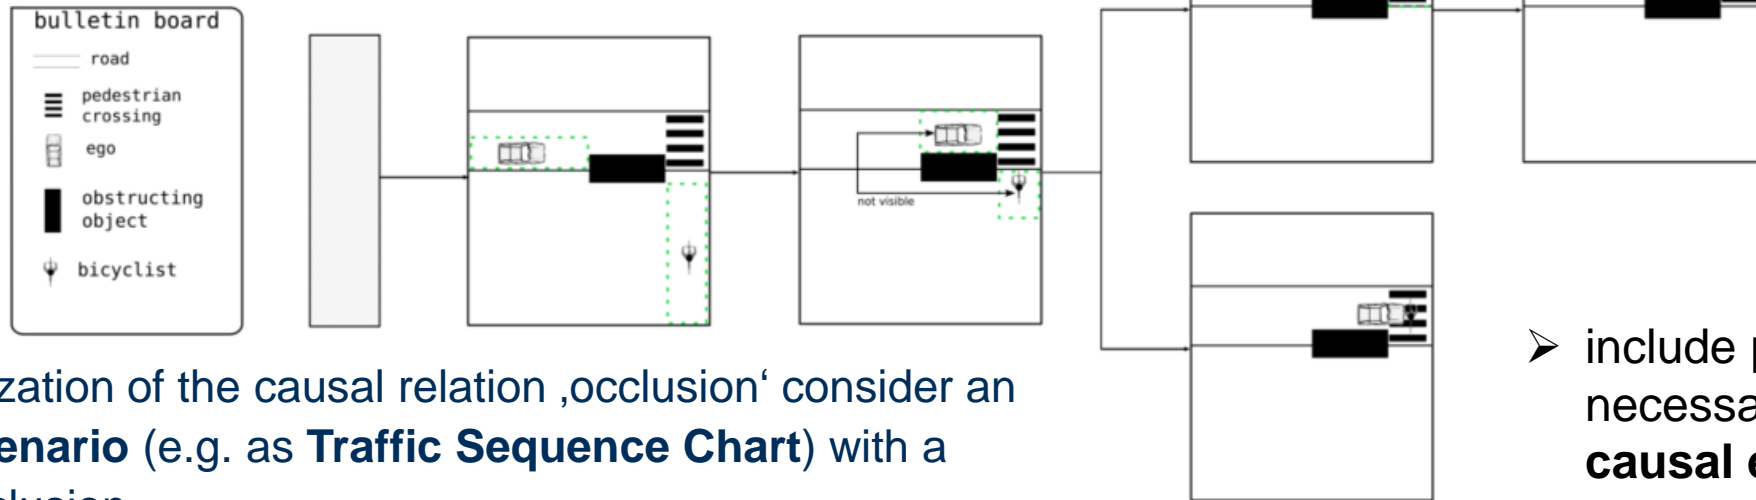 bulletin board
road
pedestrian
crossing
ego
obstructing
object
bicyclist
not visible
zation of the causal relation ‚occlusion‘ consider an
enario (e.g. as Traffic Sequence Chart) with a
➢ include p
necessa
causal e